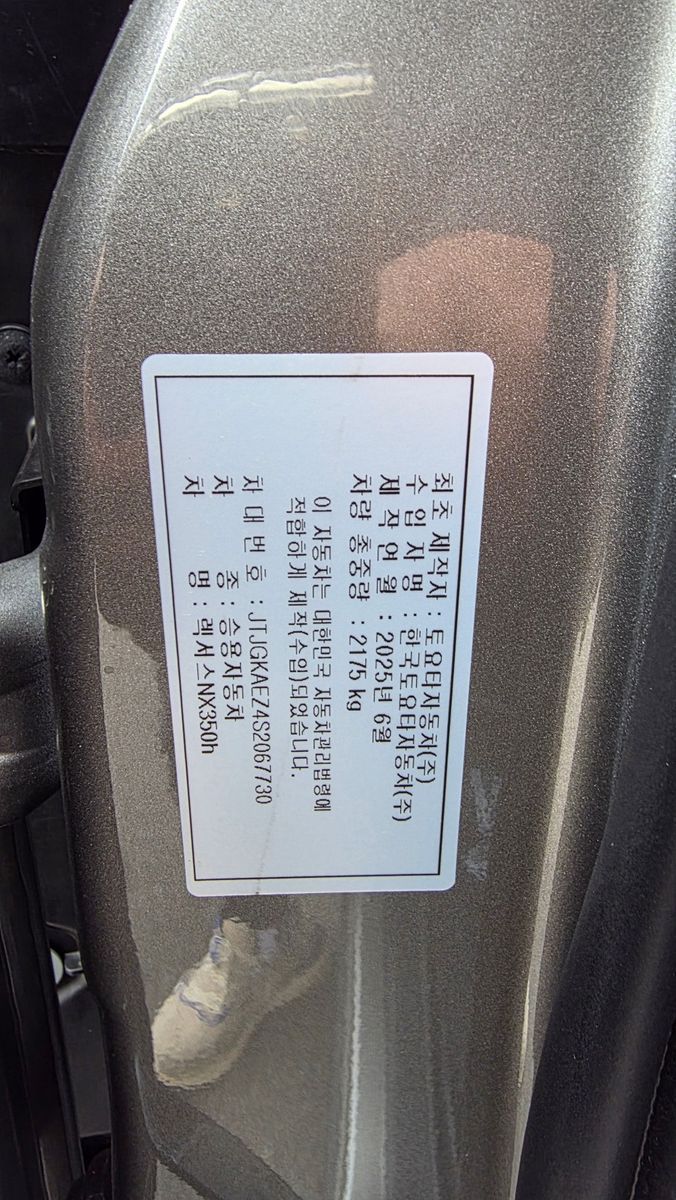 최초 제작자 : 토요타자동차(주)
수 입 자 명 : 한국토요타자동차(주)
제 작 연 월 : 2025년 6월
차량 총중량 : 2175 kg
이 자동차는 대한민국 자동차관리법령에
적합하게 제작(수입)되었습니다.
차 대 번 호 : JTJGKAEZ4S2067730
차 종 : 승용자동차
차 명 : 렉서스NX350h